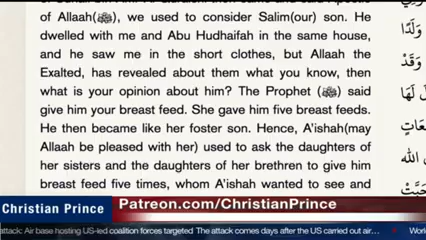 of Allaah(ﷺ), we used to consider Salim(our) son. He
dwelled with me and Abu Hudhaifah in the same house,
and he saw me in the short clothes, but Allaah the
Exalted, has revealed about them what you know, then
what is your opinion about him? The Prophet (ﷺ) said
give him your breast feed. She gave him five breast feeds.
He then became like her foster son. Hence, A'ishah(may
Allaah be pleased with her) used to ask the daughters of
her sisters and the daughters of her brethren to give him
breast feed five times, whom A'ishah wanted to see and
وَلَدًا
وَقَدْ
الله
Christian Prince
Patreon.com/ChristianPrince
attack: Air base hosting US-led coalition forces targeted The attack comes days after the US carried out air...
Worl